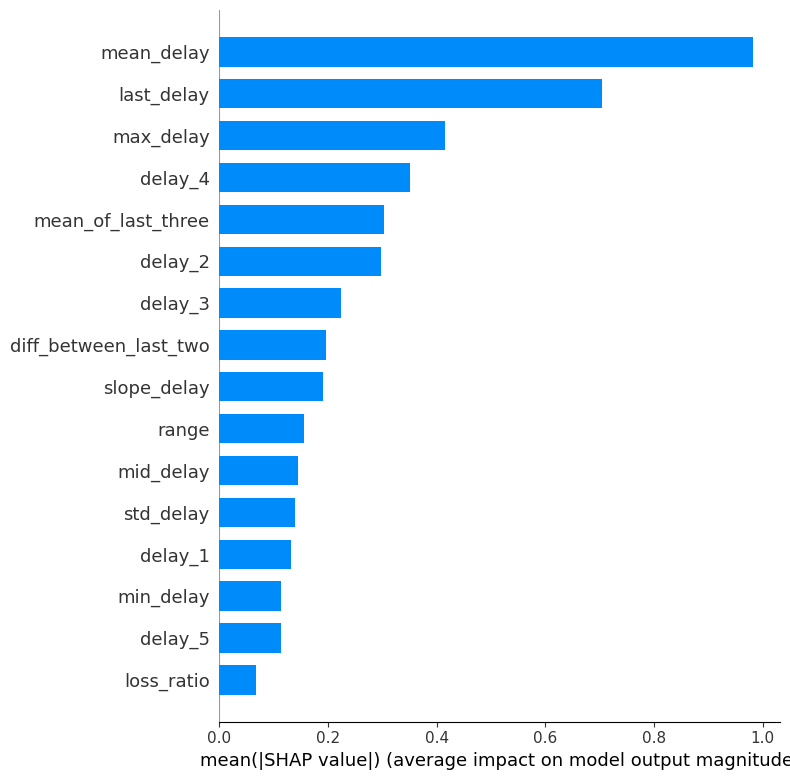 mean_delay
last_delay
max_delay
delay_4
mean_of_last_three
delay_2
delay_3
diff_between_last_two
slope_delay
range
mid_delay
std_delay
delay_1
min_delay
delay_5
loss_ratio
0.0 0.2 0.4 0.6 0.8 1.0
mean(|SHAP value|) (average impact on model output magnitude